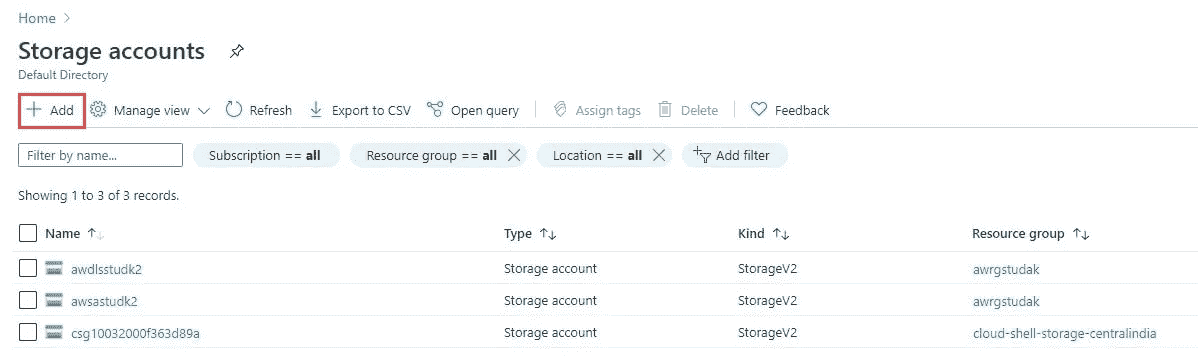 Home >
Storage accounts
Default Directory
+ Add Manage view Refresh Export to CSV Open query Assign tags Delete Feedback
Filter by name... Subscription == all Resource group == all Location == all Add filter
Showing 1 to 3 of 3 records.
Name ↑↓ Type ↑↓ Kind ↑↓ Resource group ↑↓
awdlsstudk2 Storage account StorageV2 awrgstudak
awsastudk2 Storage account StorageV2 awrgstudak
csg10032000f363d89a Storage account StorageV2 cloud-shell-storage-centralindia